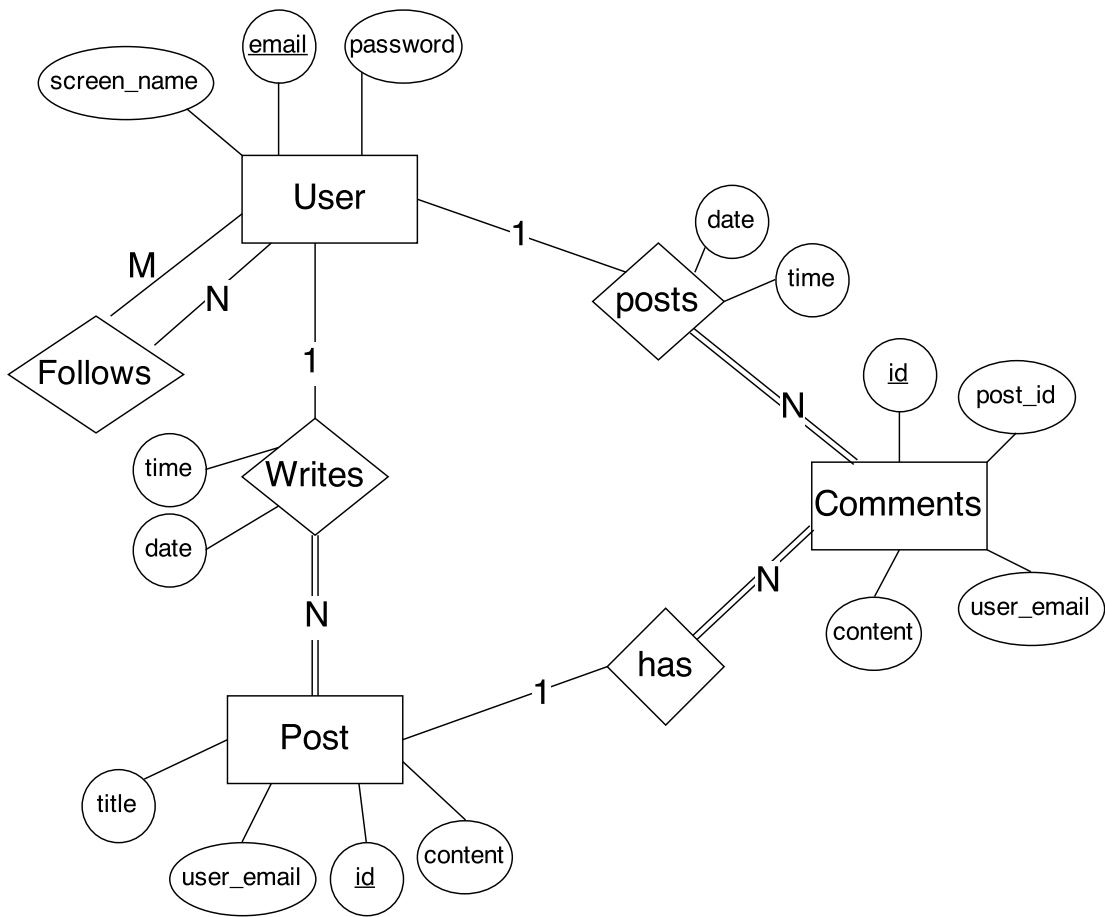 email
password
screen_name
User
date
1
M
time
N
posts
1
Follows
id
post_id
N
time
Writes
Comments
date
N
user_email
N
content
has
1
Post
title
content
user_email
id